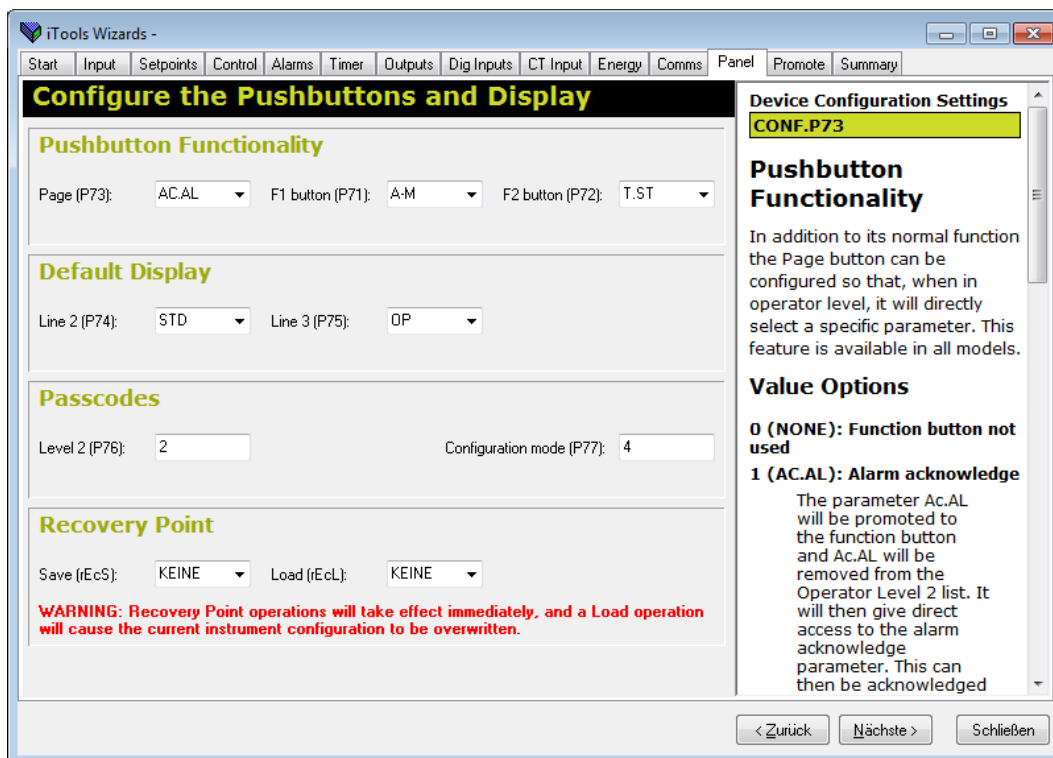 iTools Wizards -
Start Input Setpoints Control Alarms Timer Outputs Dig Inputs CT Input Energy Comms Panel Promote Summary
Configure the Pushbuttons and Display
Pushbutton Functionality
Page (P73): AC.AL F1 button (P71): A-M F2 button (P72): T.ST
Default Display
Line 2 (P74): STD Line 3 (P75): OP
Passcodes
Level 2 (P76): 2 Configuration mode (P77): 4
Recovery Point
Save (rEcS): KEINE Load (rEcL): KEINE
WARNING: Recovery Point operations will take effect immediately, and a Load operation
will cause the current instrument configuration to be overwritten.
Device Configuration Settings
CONF.P73
Pushbutton
Functionality
In addition to its normal function
the Page button can be
configured so that, when in
operator level, it will directly
select a specific parameter. This
feature is available in all models.
Value Options
0 (NONE): Function button not
used
1 (AC.AL): Alarm acknowledge
The parameter Ac.AL
will be promoted to
the function button
and Ac.AL will be
removed from the
Operator Level 2 list. It
will then give direct
access to the alarm
acknowledge
parameter. This can
then be acknowledged
< Zurück Nächste > Schließen